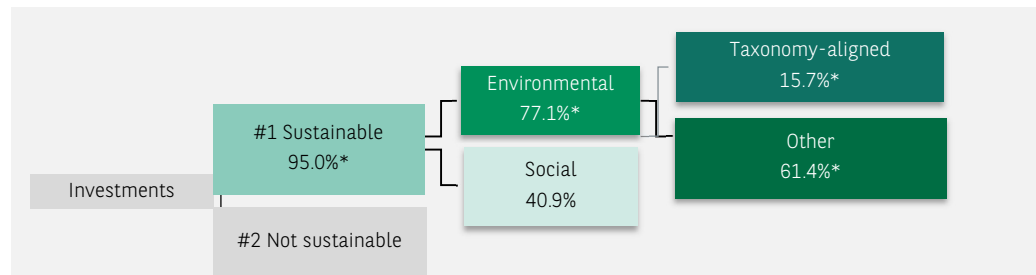 Investments
#1 Sustainable
95.0%*
#2 Not sustainable
Environmental
77.1%*
Social
40.9%
Taxonomy-aligned
15.7%*
Other
61.4%*